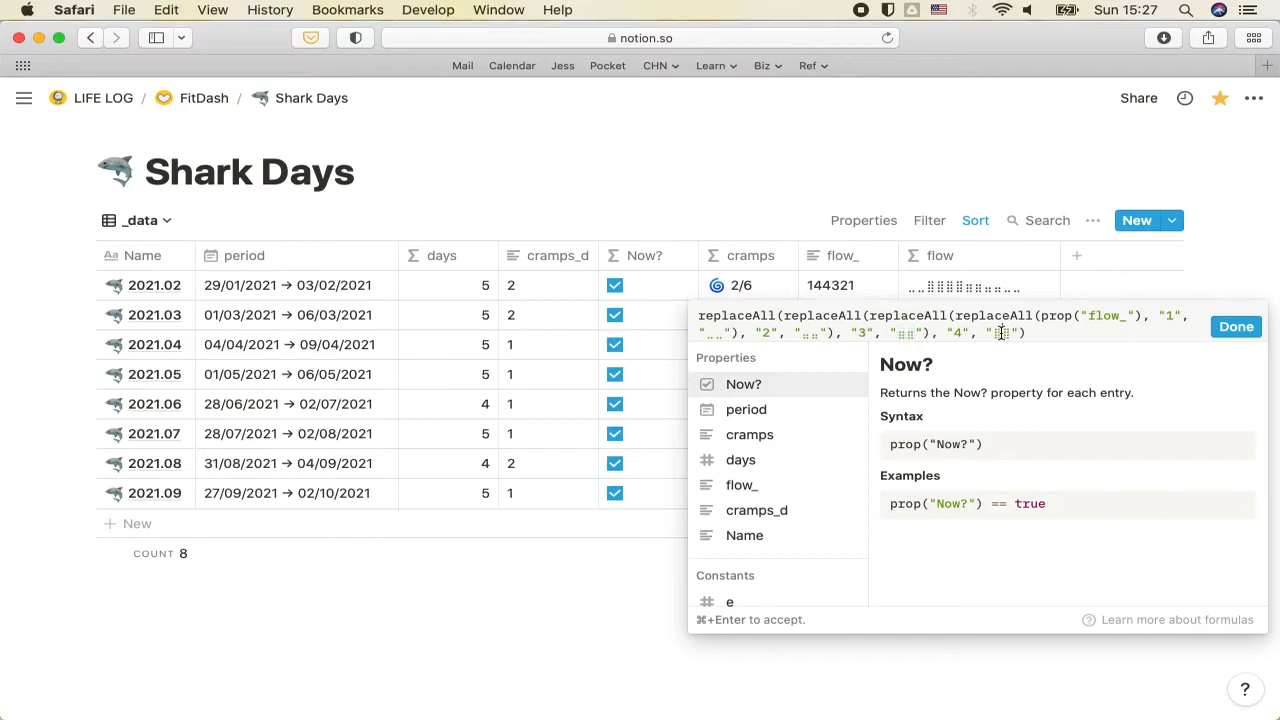 Safari File Edit View History Bookmarks Develop Window Help Sun 15:27
notion.so
Mail Calendar Jess Pocket CHN Learn Biz Ref
LIFE LOG / FitDash / Shark Days Share
Shark Days
_data Properties Filter Sort Search New
Aa Name period Σ days cramps_d Σ Now? Σ cramps flow_ Σ flow
2021.02 29/01/2021 → 03/02/2021 5 2 2/6 144321 ⣀⣀⣿⣿⣿⣿⣶⣶⣤⣤⣀⣀
2021.03 01/03/2021 → 06/03/2021 5 2
2021.04 04/04/2021 → 09/04/2021 5 1
2021.05 01/05/2021 → 06/05/2021 5 1
2021.06 28/06/2021 → 02/07/2021 4 1
2021.07 28/07/2021 → 02/08/2021 5 1
2021.08 31/08/2021 → 04/09/2021 4 2
2021.09 27/09/2021 → 02/10/2021 5 1
+ New
COUNT 8
replaceAll(replaceAll(replaceAll(replaceAll(prop("flow_"), "1",
"⣀⣀"), "2", "⣤⣤"), "3", "⣶⣶"), "4", "⣿⣿")
Done
Properties
Now?
period
cramps
days
flow_
cramps_d
Name
Constants
e
Now?
Returns the Now? property for each entry.
Syntax
prop("Now?")
Examples
prop("Now?") == true
⌘+Enter to accept. Learn more about formulas
?